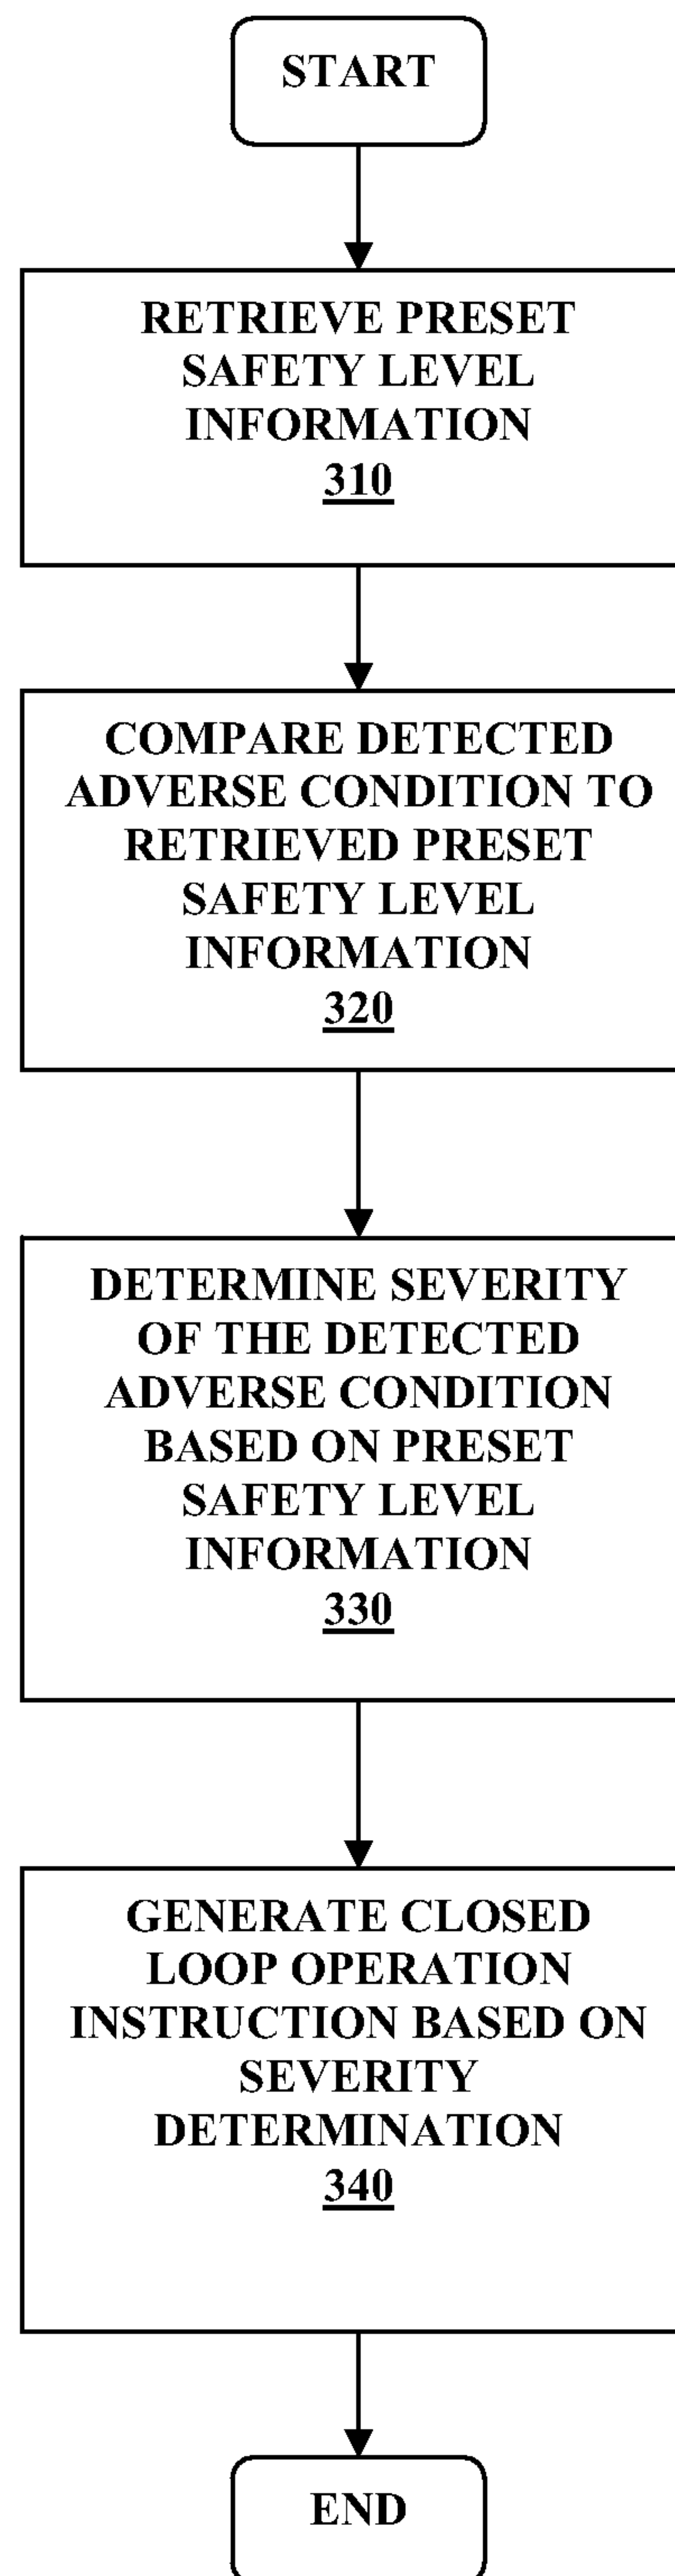 START
RETRIEVE PRESET
SAFETY LEVEL
INFORMATION
310
COMPARE DETECTED
ADVERSE CONDITION TO
RETRIEVED PRESET
SAFETY LEVEL
INFORMATION
320
DETERMINE SEVERITY
OF THE DETECTED
ADVERSE CONDITION
BASED ON PRESET
SAFETY LEVEL
INFORMATION
330
GENERATE CLOSED
LOOP OPERATION
INSTRUCTION BASED ON
SEVERITY
DETERMINATION
340
END